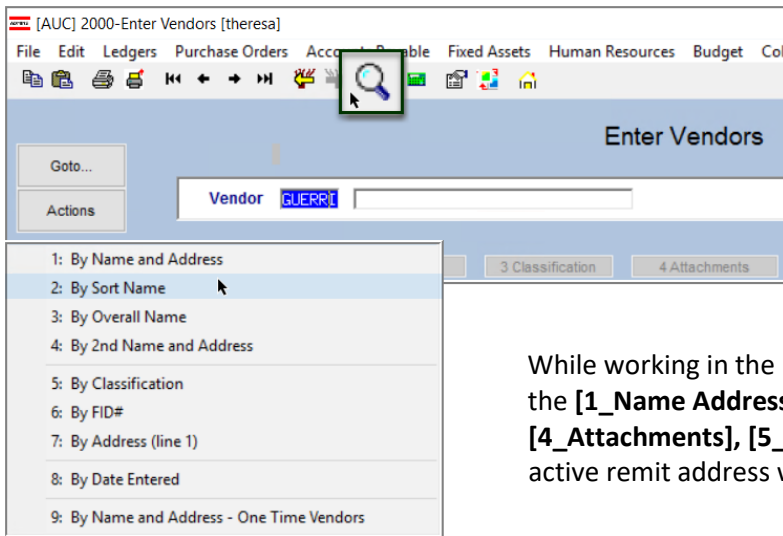 [AUC] 2000-Enter Vendors [theresa]
File Edit Ledgers Purchase Orders Accounts Payable Fixed Assets Human Resources Budget Col
Enter Vendors
Goto...
Actions
Vendor GUERRI
1: By Name and Address
2: By Sort Name
3: By Overall Name
4: By 2nd Name and Address
5: By Classification
6: By FID#
7: By Address (line 1)
8: By Date Entered
9: By Name and Address - One Time Vendors
3 Classification 4 Attachments
While working in the
the [1_Name Address
[4_Attachments], [5_
active remit address